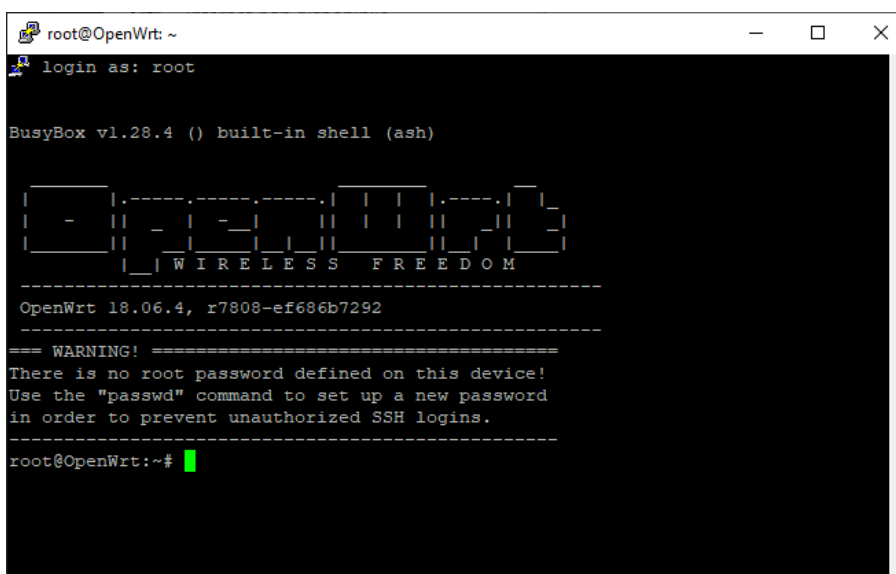 root@OpenWrt: ~
login as: root
BusyBox v1.28.4 () built-in shell (ash)
OpenWrt
W I R E L E S S   F R E E D O M
-----------------------------------------------------
OpenWrt 18.06.4, r7808-ef686b7292
-----------------------------------------------------
=== WARNING! =====================================
There is no root password defined on this device!
Use the "passwd" command to set up a new password
in order to prevent unauthorized SSH logins.
--------------------------------------------------
root@OpenWrt:~#